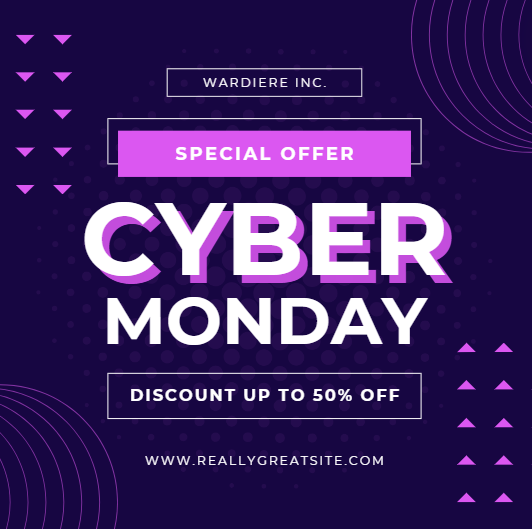 WARDIERE INC.
SPECIAL OFFER
CYBER
MONDAY
DISCOUNT UP TO 50% OFF
WWW.REALLYGREATSITE.COM